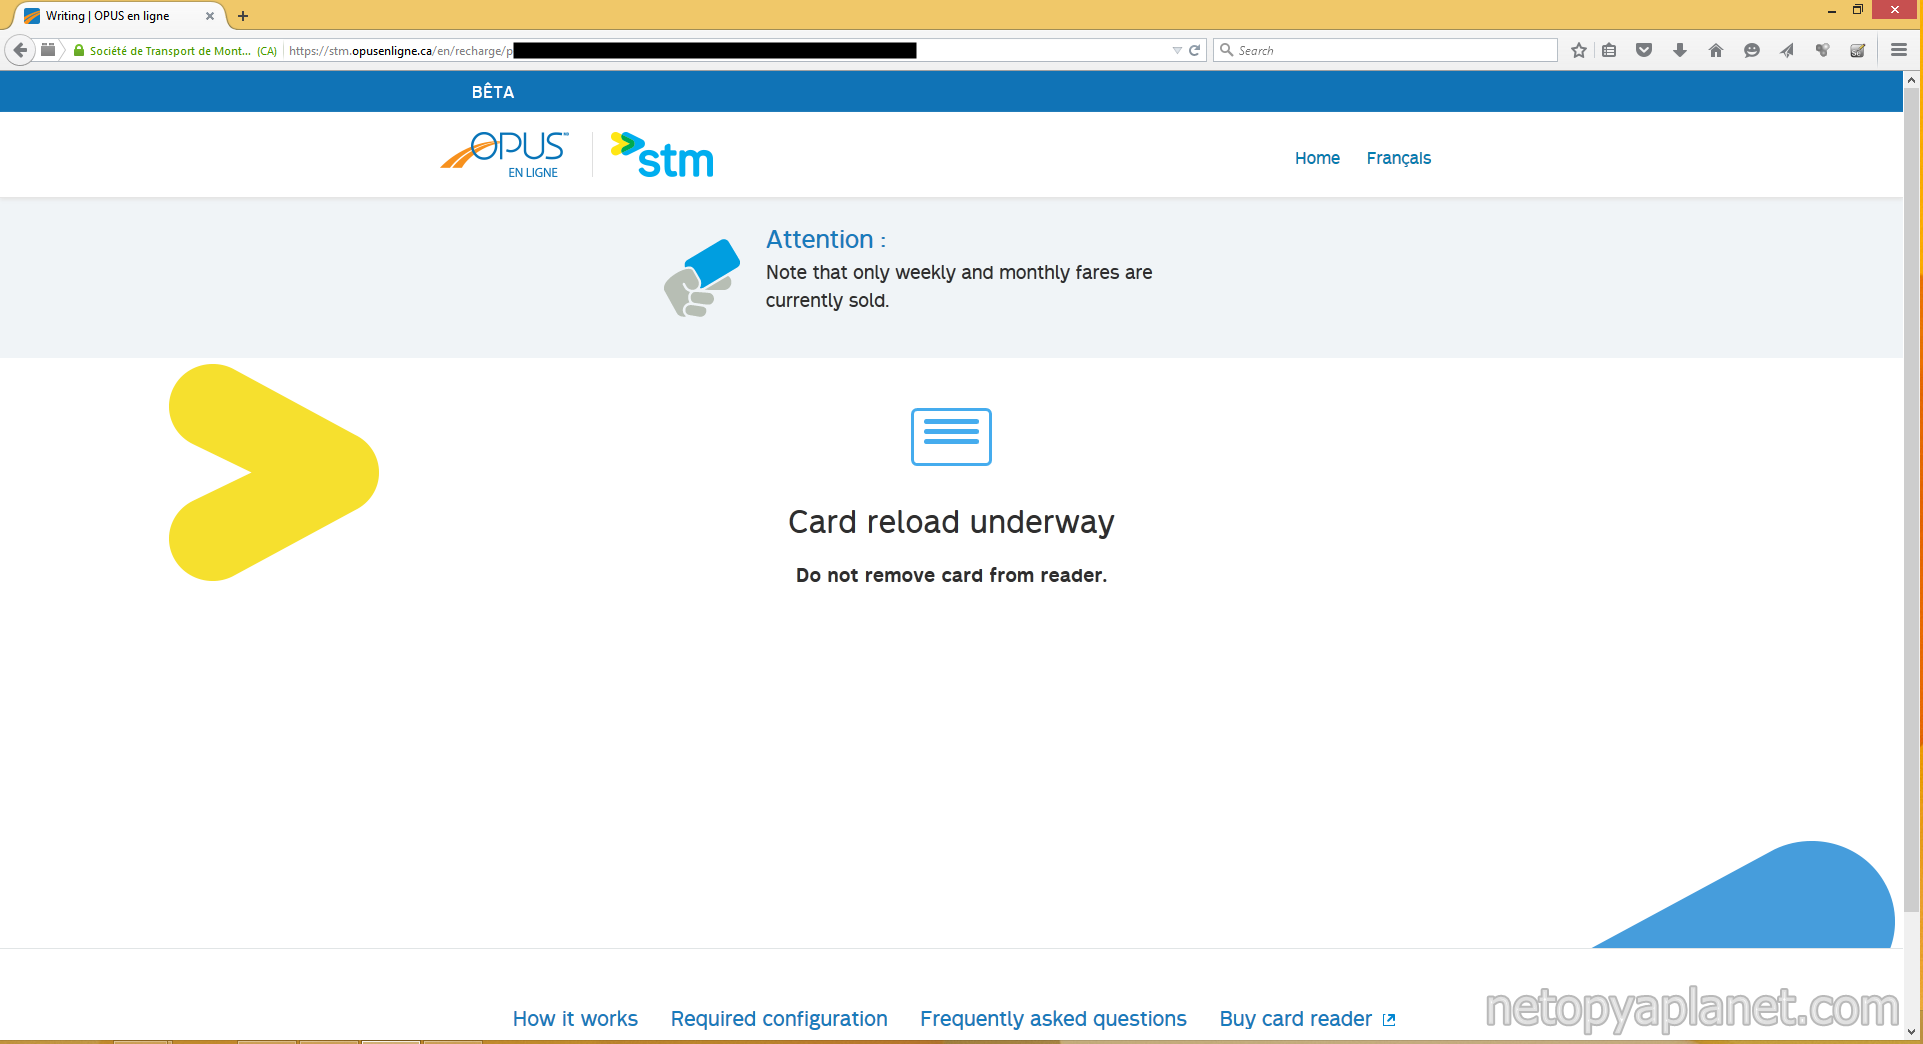 Writing | OPUS en ligne
Société de Transport de Mont... (CA)
https://stm.opusenligne.ca/en/recharge/p
Search
BÊTA
OPUS
EN LIGNE
stm
Home
Français
Attention :
Note that only weekly and monthly fares are
currently sold.
Card reload underway
Do not remove card from reader.
How it works
Required configuration
Frequently asked questions
Buy card reader
netopyaplanet.com